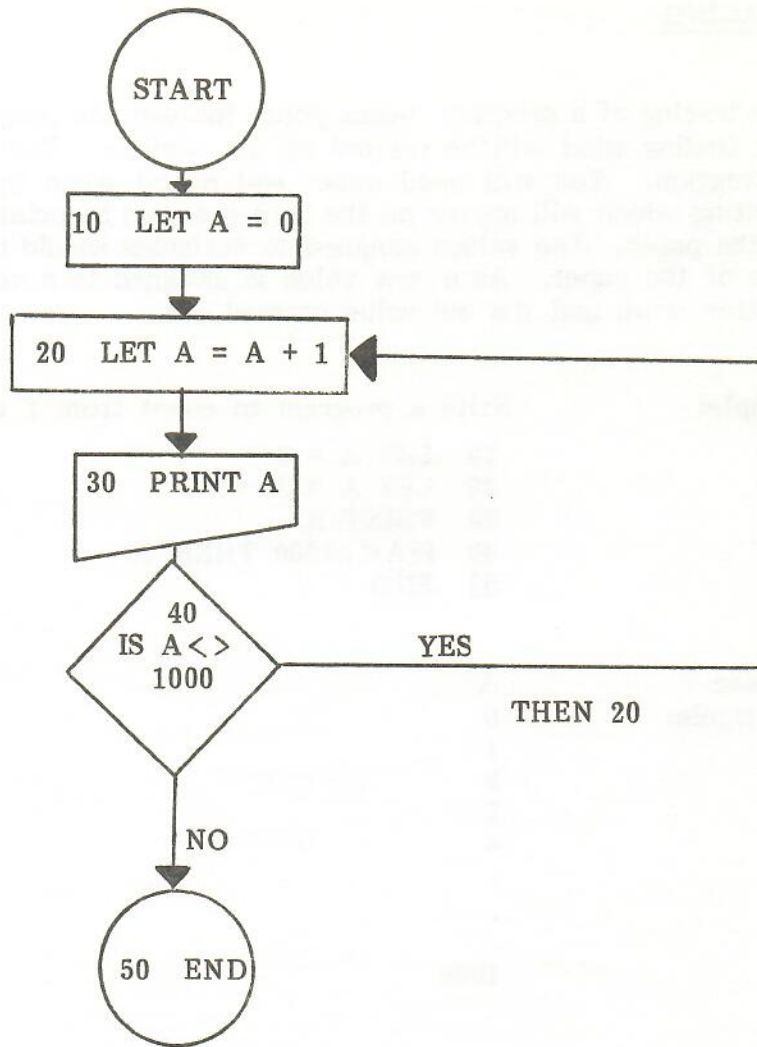 START
10 LET A = 0
20 LET A = A + 1
30 PRINT A
40
IS A < >
1000
YES
THEN 20
NO
50 END